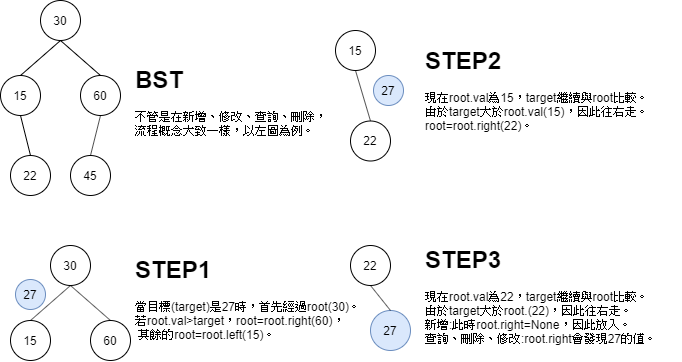 30
15
60
22
45
BST
不管是在新增、修改、查詢、刪除，
流程概念大致一樣，以左圖為例。
30
27
15
60
STEP1
當目標(target)是27時，首先經過root(30)。
若root.val>target，root=root.right(60)，
其餘的root=root.left(15)。
15
27
22
STEP2
現在root.val為15，target繼續與root比較。
由於target大於root.val(15)，因此往右走。
root=root.right(22)。
22
27
STEP3
現在root.val為22，target繼續與root比較。
由於target大於root.(22)，因此往右走。
新增:此時root.right=None，因此放入。
查詢、刪除、修改:root.right會發現27的值。